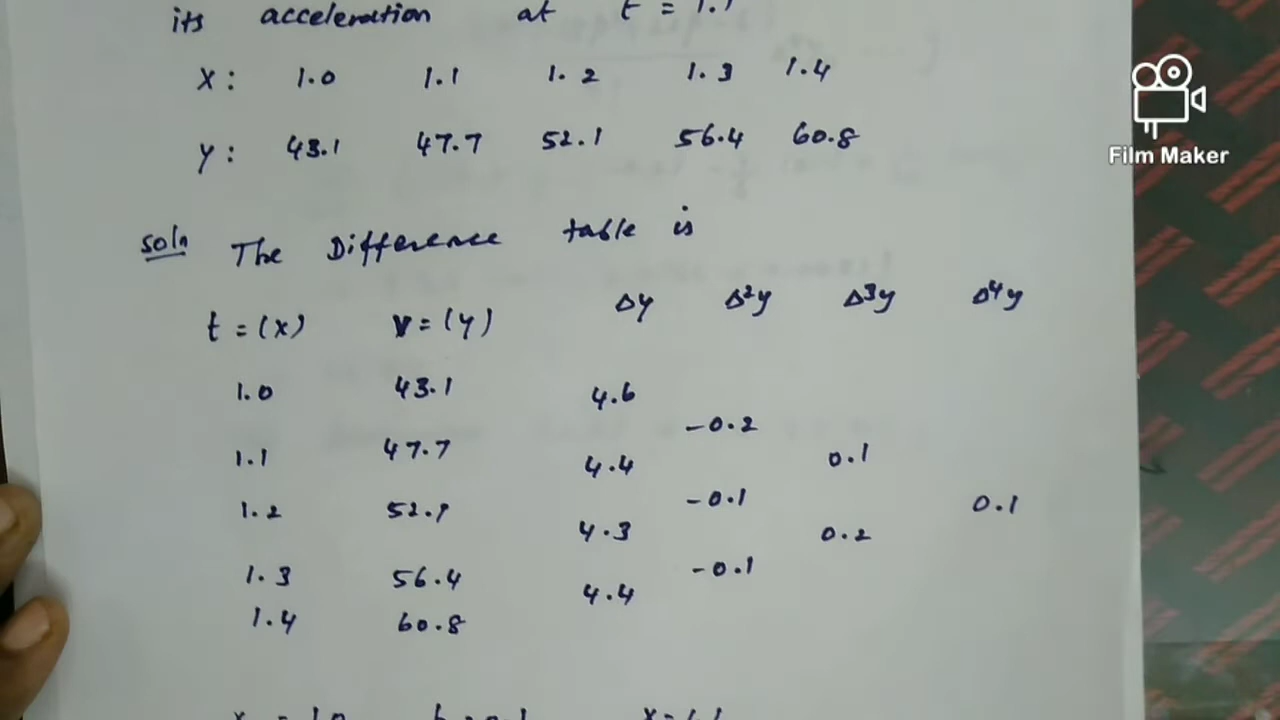 its acceleration at t = 1.1
X: 1.0 1.1 1.2 1.3 1.4
Film Maker
y: 43.1 47.7 52.1 56.4 60.8
Soln The Difference table is
t = (x) v = (y) Δy Δ²y Δ³y Δ⁴y
1.0 43.1 4.6
-0.2
1.1 47.7 4.4 0.1
1.2 52.1 -0.1 0.1
4.3 0.2
1.3 56.4 -0.1
4.4
1.4 60.8